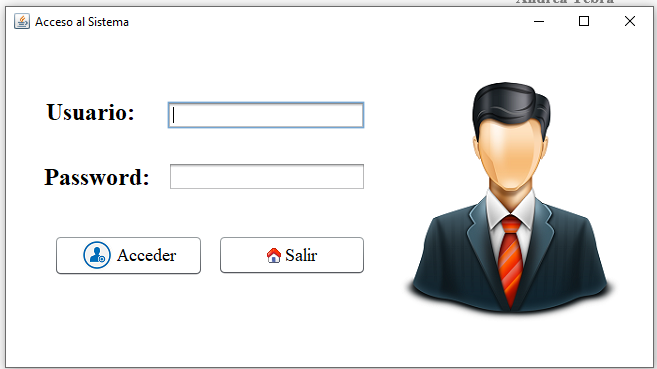 Acceso al Sistema
Usuario:
Password:
Acceder
Salir